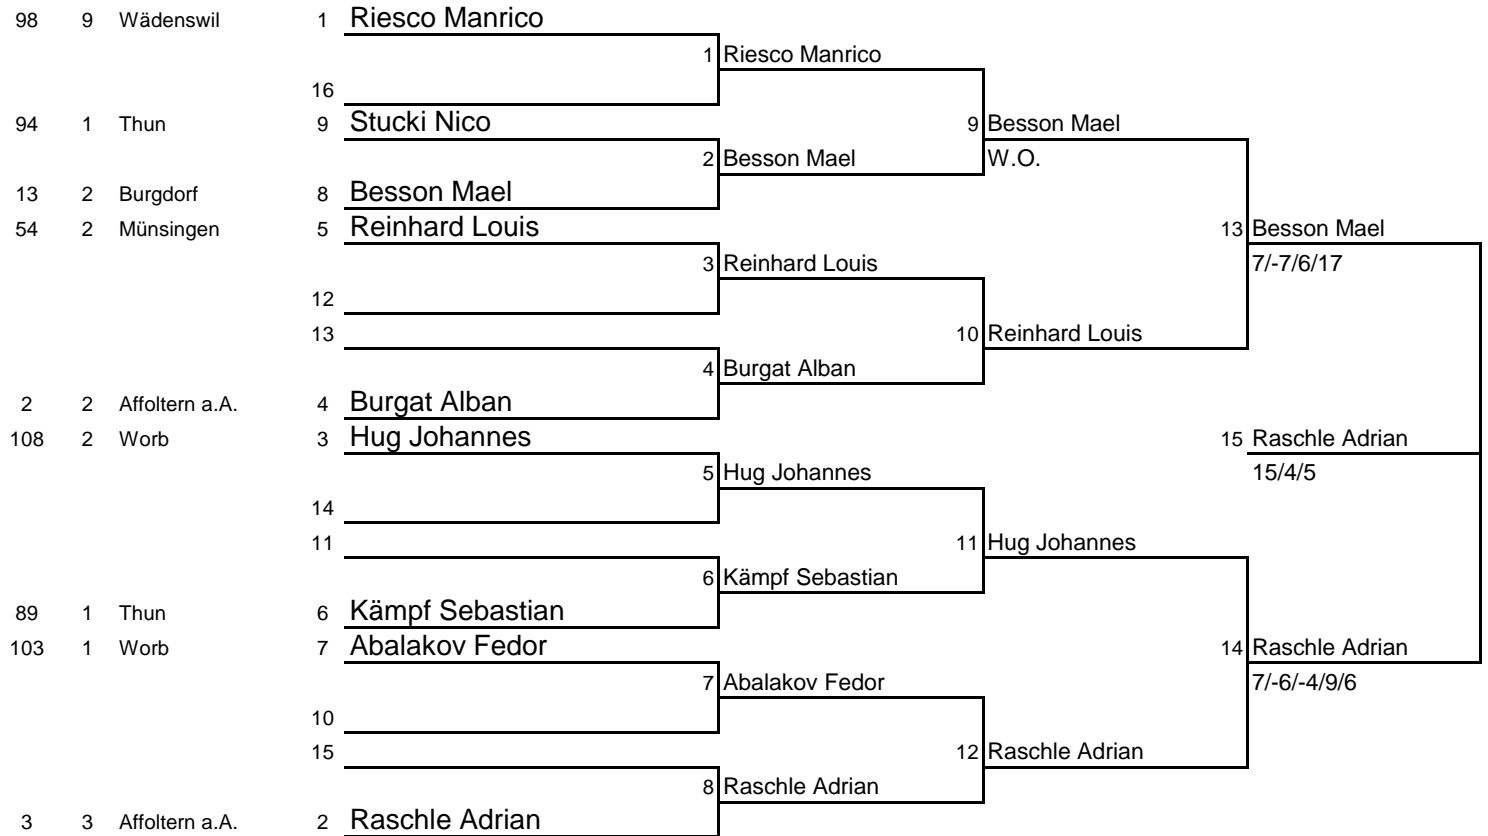 98 9 Wädenswil 1 Riesco Manrico
1 Riesco Manrico
16
94 1 Thun 9 Stucki Nico 9 Besson Mael
2 Besson Mael W.O.
13 2 Burgdorf 8 Besson Mael
54 2 Münsingen 5 Reinhard Louis 13 Besson Mael
3 Reinhard Louis 7/-7/6/17
12
13 10 Reinhard Louis
4 Burgat Alban
2 2 Affoltern a.A. 4 Burgat Alban
108 2 Worb 3 Hug Johannes 15 Raschle Adrian
5 Hug Johannes 15/4/5
14
11 11 Hug Johannes
6 Kämpf Sebastian
89 1 Thun 6 Kämpf Sebastian
103 1 Worb 7 Abalakov Fedor 14 Raschle Adrian
7 Abalakov Fedor 7/-6/-4/9/6
10
15 12 Raschle Adrian
8 Raschle Adrian
3 3 Affoltern a.A. 2 Raschle Adrian